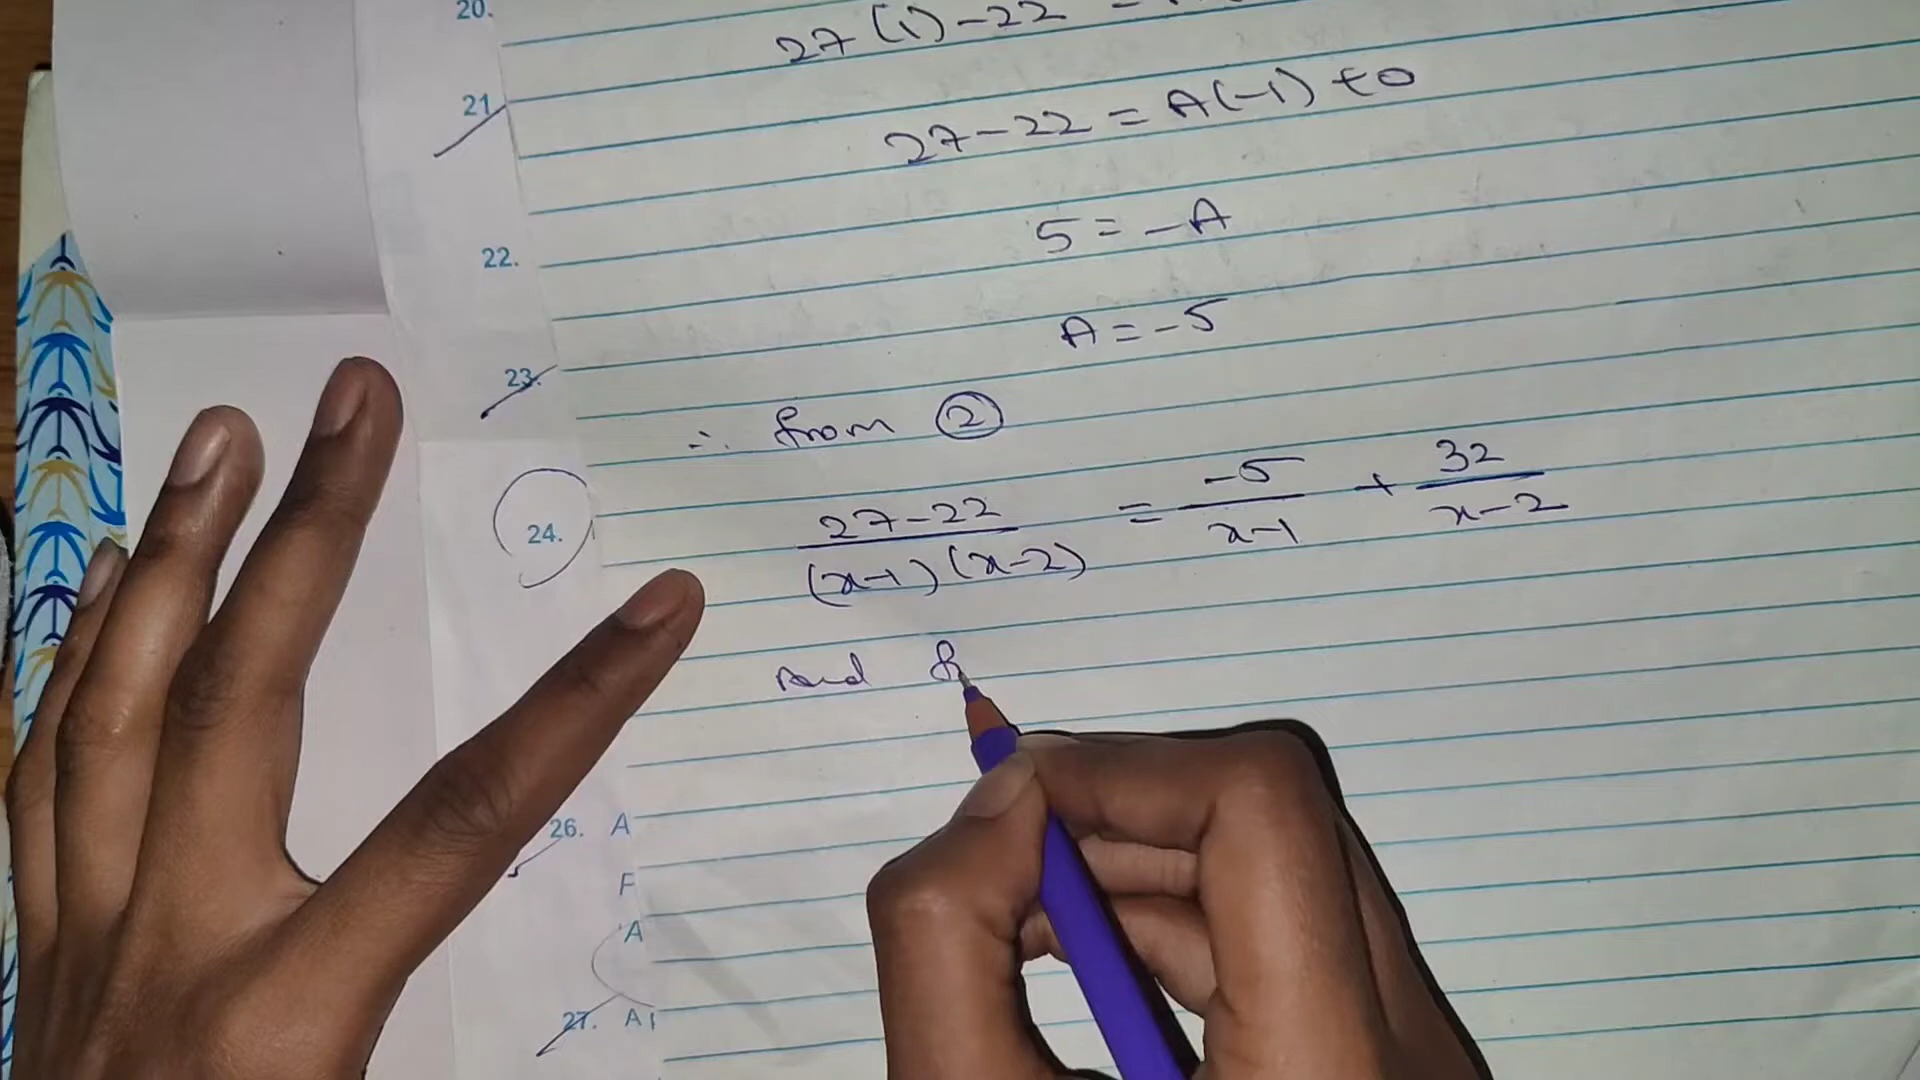 20.
27(1)-22 =
21
27-22 = A(-1) +0
5 = -A
22.
A = -5
23.
∴ from ②
24.
27-22/(x-1)(x-2) = -5/x-1 + 32/x-2
And
26. A
F
A
27. A